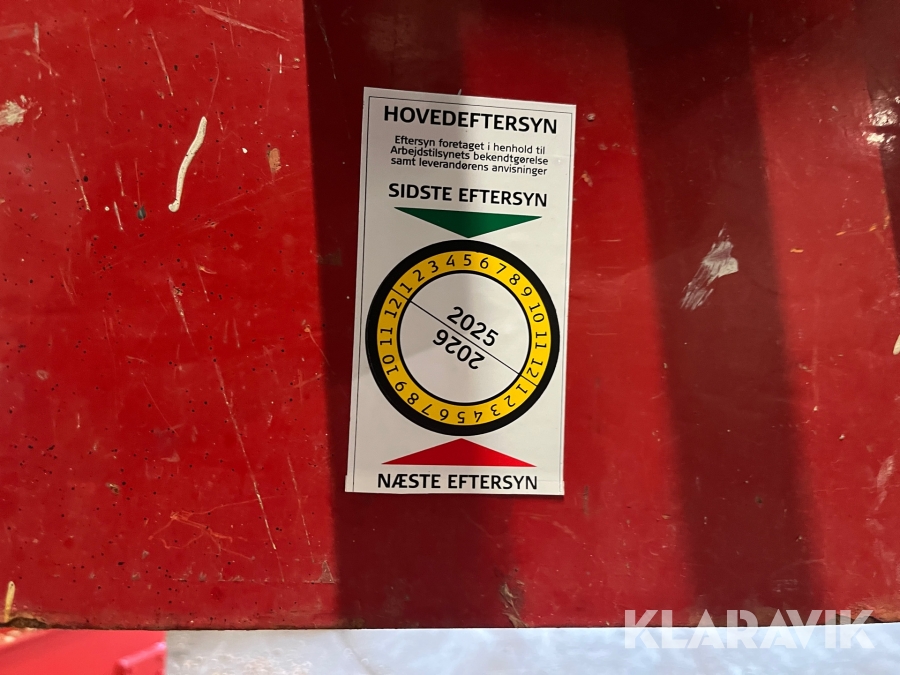 HOVEDEFTERSYN
Eftersyn foretaget i henhold til
Arbejdstilsynets bekendtgørelse
samt leverandørens anvisninger
SIDSTE EFTERSYN
1 2 3 4 5 6 7 8 9 10 11 12
2025
2026
1 2 3 4 5 6 7 8 9 10 11 12
NÆSTE EFTERSYN
KLARAVIK